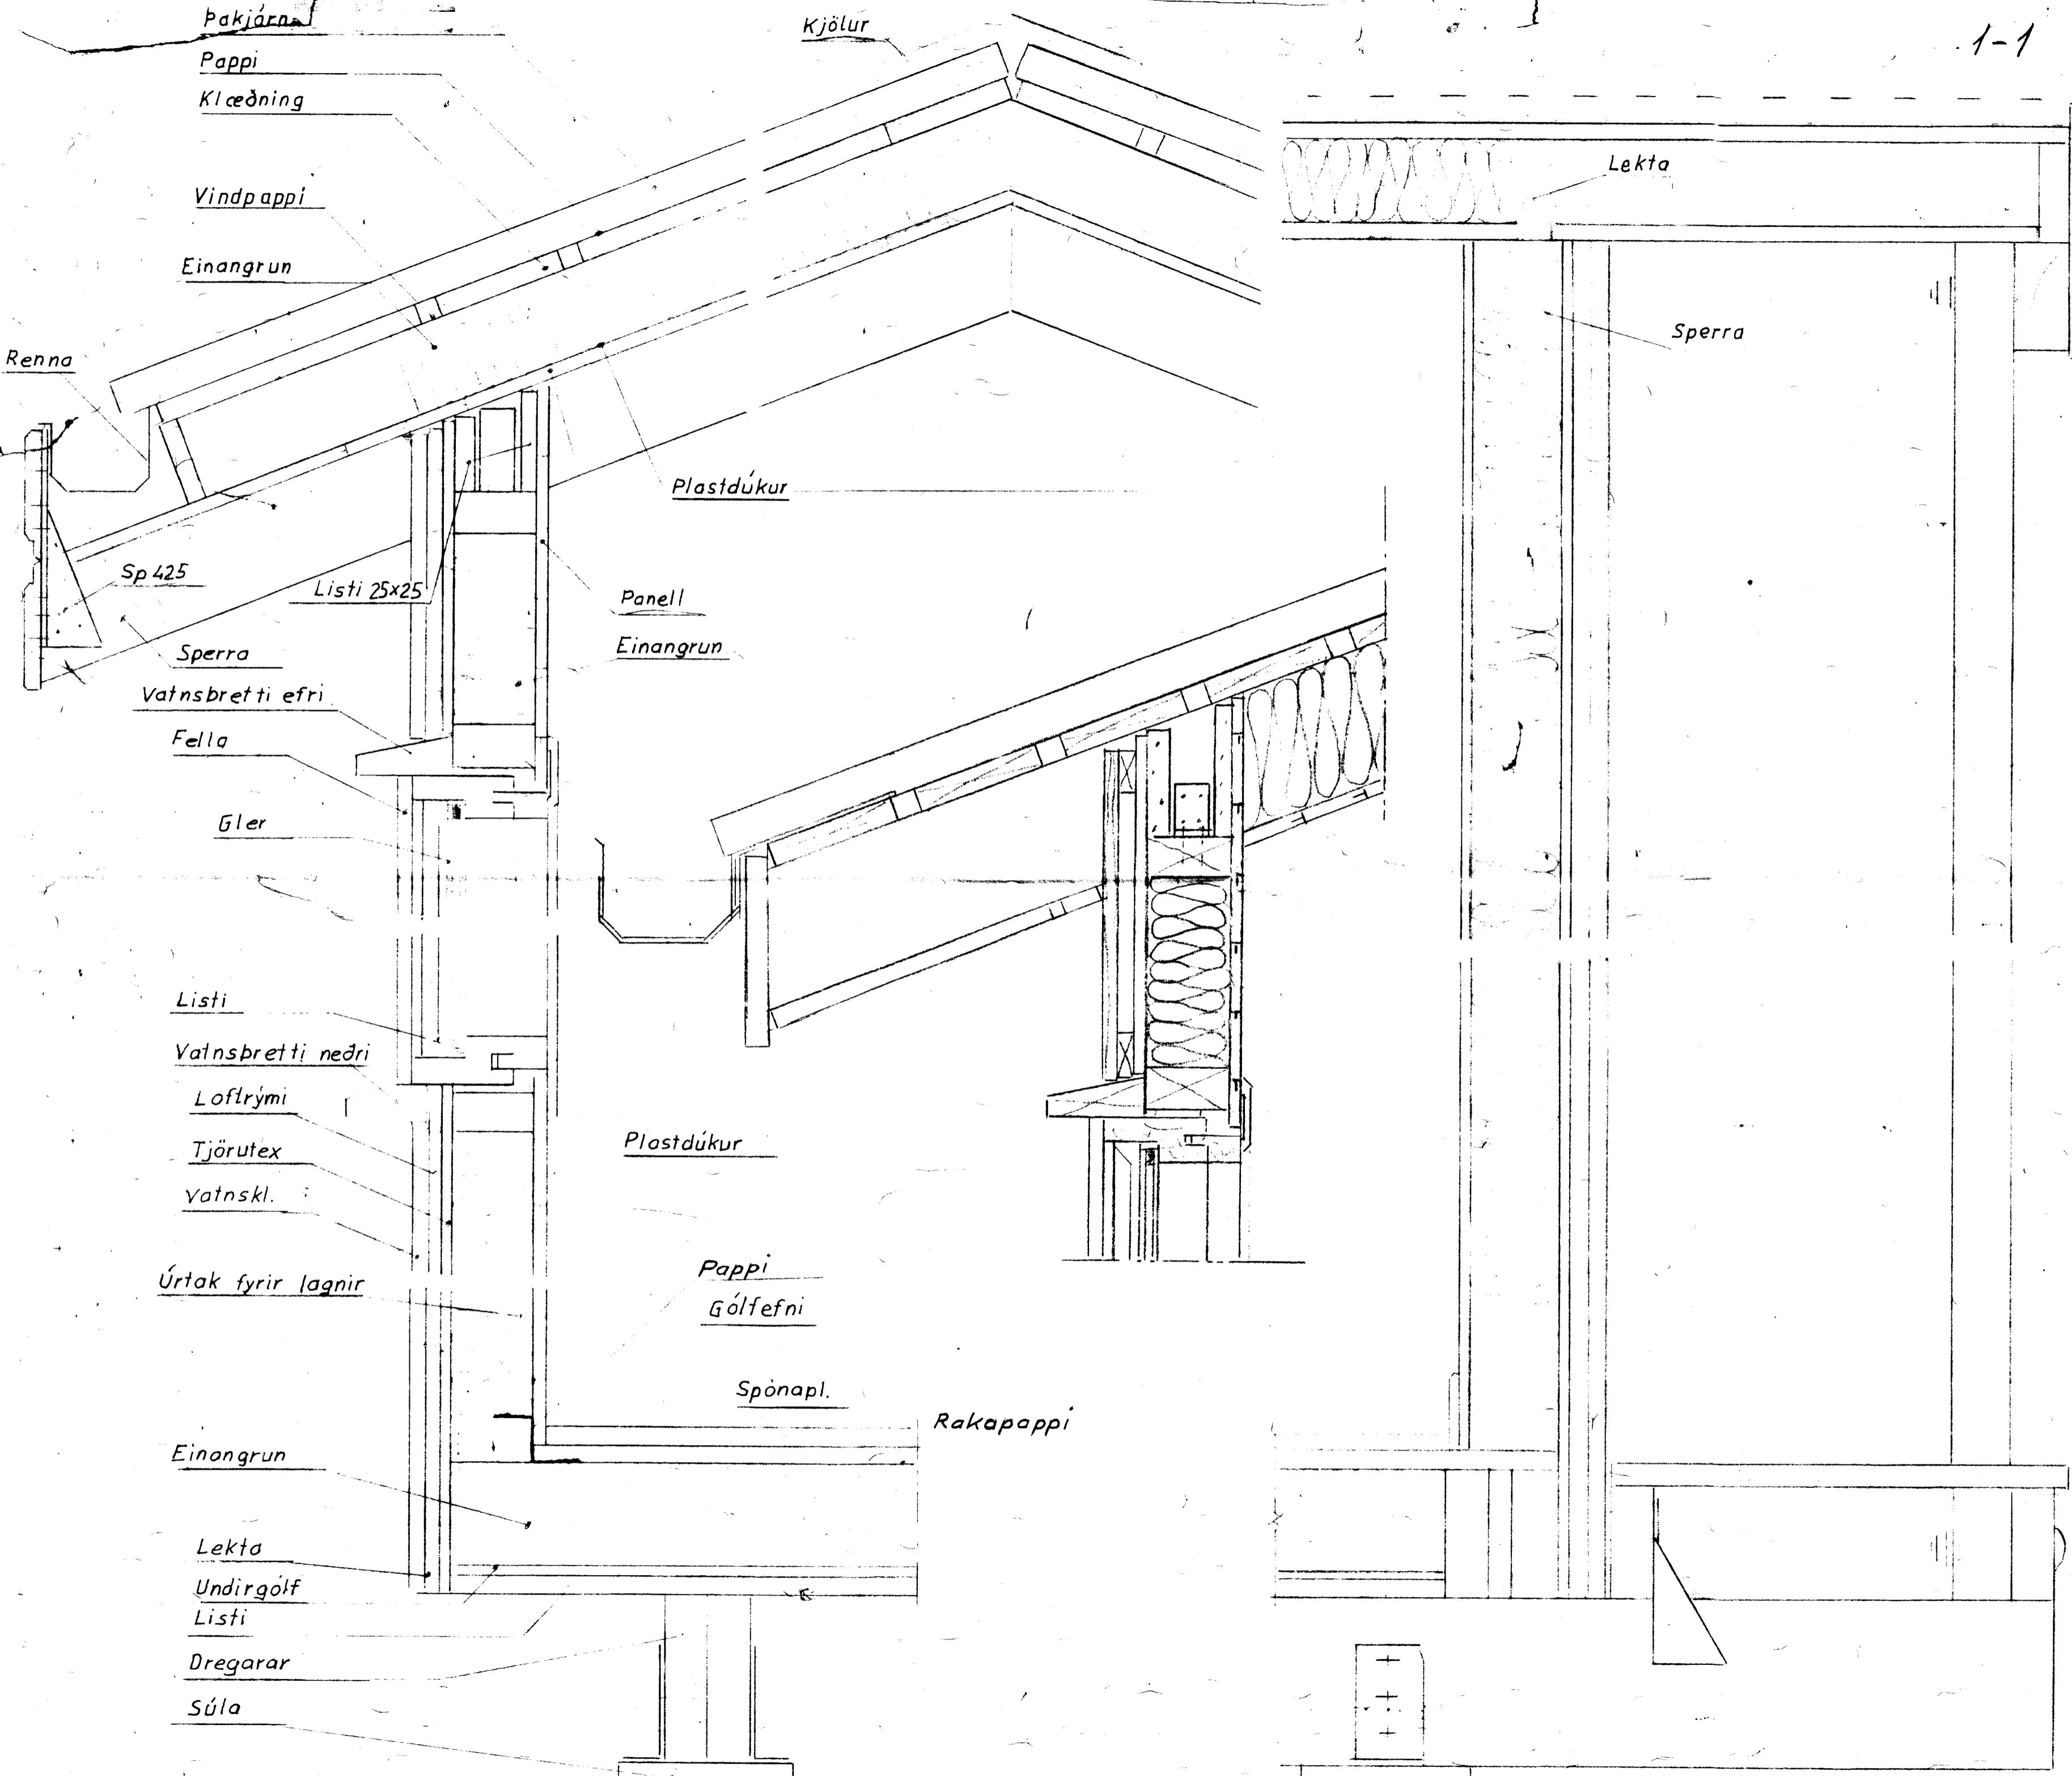 Þakjárn
Kjölur
1-1
Pappi
Klæðning
Lekta
Vindpappi
Einangrun
Sperra
Renna
Plastdúkur
Sp 425
Listi 25x25
Panell
Einangrun
Sperra
Vatnsbretti efri
Fella
Gler
Listi
Vatnsbretti neðri
Loftrými
Tjörutex
Vatnskl.
Plastdúkur
Úrtak fyrir lagnir
Pappi
Gólfefni
Spónapl.
Rakapappi
Einangrun
Lekta
Undirgólf
Listi
Dregarar
Súla